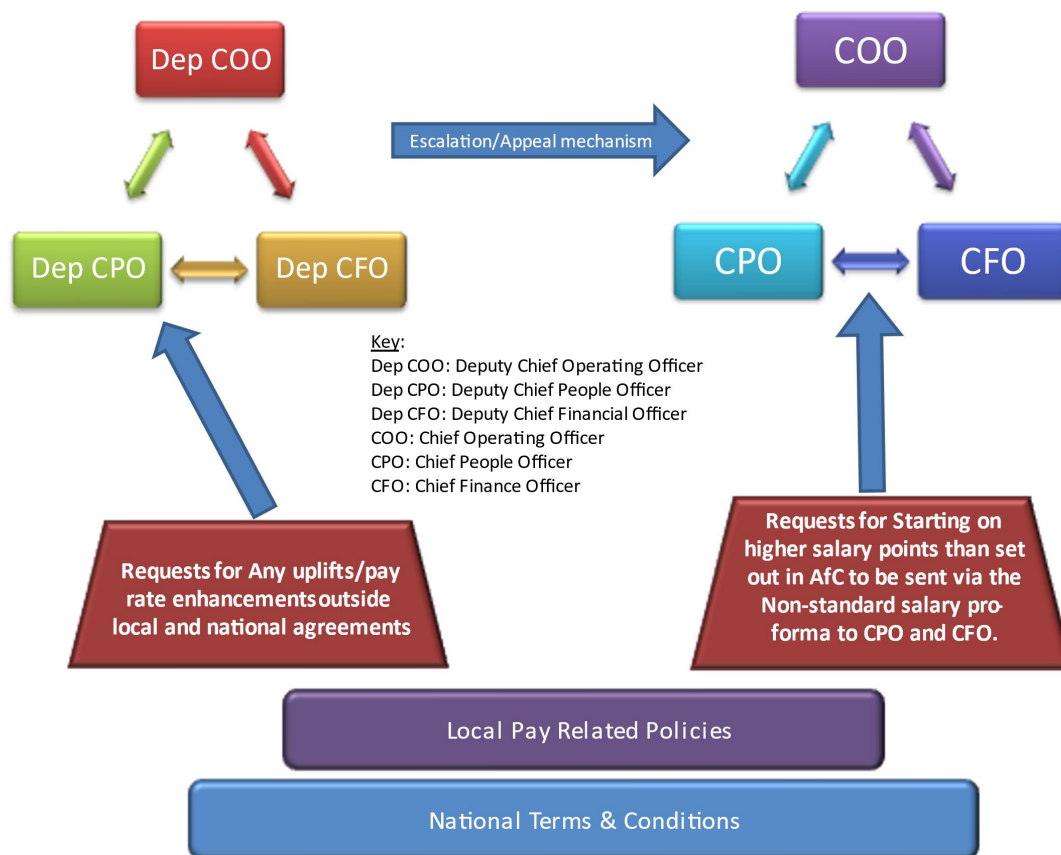 Dep COO
COO
Escalation/Appeal mechanism
Dep CPO
Dep CFO
CPO
CFO
Key:
Dep COO: Deputy Chief Operating Officer
Dep CPO: Deputy Chief People Officer
Dep CFO: Deputy Chief Financial Officer
COO: Chief Operating Officer
CPO: Chief People Officer
CFO: Chief Finance Officer
Requests for Any uplifts/pay
rate enhancements outside
local and national agreements
Requests for Starting on
higher salary points than set
out in AfC to be sent via the
Non-standard salary pro-
forma to CPO and CFO.
Local Pay Related Policies
National Terms & Conditions